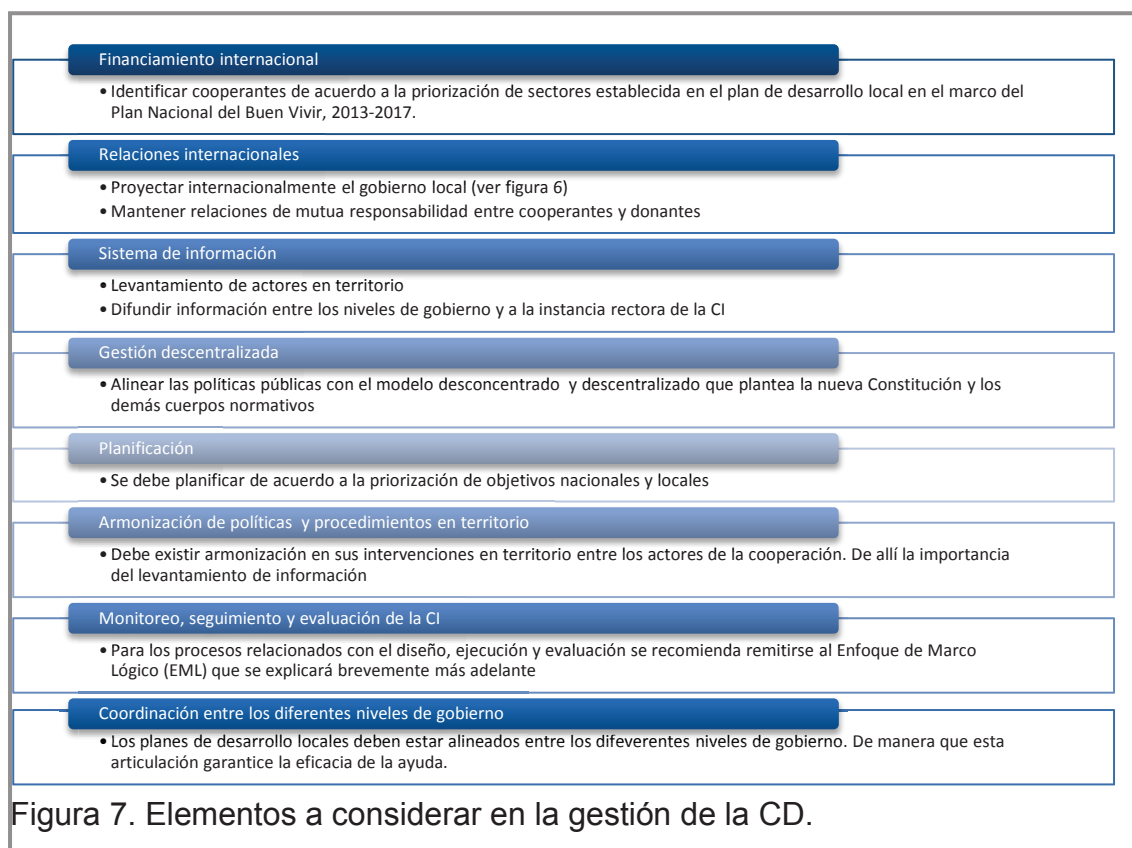 Financiamiento internacional
• Identificar cooperantes de acuerdo a la priorización de sectores establecida en el plan de desarrollo local en el marco del
Plan Nacional del Buen Vivir, 2013-2017.
Relaciones internacionales
• Proyectar internacionalmente el gobierno local (ver figura 6)
• Mantener relaciones de mutua responsabilidad entre cooperantes y donantes
Sistema de información
• Levantamiento de actores en territorio
• Difundir información entre los niveles de gobierno y a la instancia rectora de la CI
Gestión descentralizada
• Alinear las políticas públicas con el modelo desconcentrado y descentralizado que plantea la nueva Constitución y los
demás cuerpos normativos
Planificación
• Se debe planificar de acuerdo a la priorización de objetivos nacionales y locales
Armonización de políticas y procedimientos en territorio
• Debe existir armonización en sus intervenciones en territorio entre los actores de la cooperación. De allí la importancia
del levantamiento de información
Monitoreo, seguimiento y evaluación de la CI
• Para los procesos relacionados con el diseño, ejecución y evaluación se recomienda remitirse al Enfoque de Marco
Lógico (EML) que se explicará brevemente más adelante
Coordinación entre los diferentes niveles de gobierno
• Los planes de desarrollo locales deben estar alineados entre los difeverentes niveles de gobierno. De manera que esta
articulación garantice la eficacia de la ayuda.
Figura 7. Elementos a considerar en la gestión de la CD.